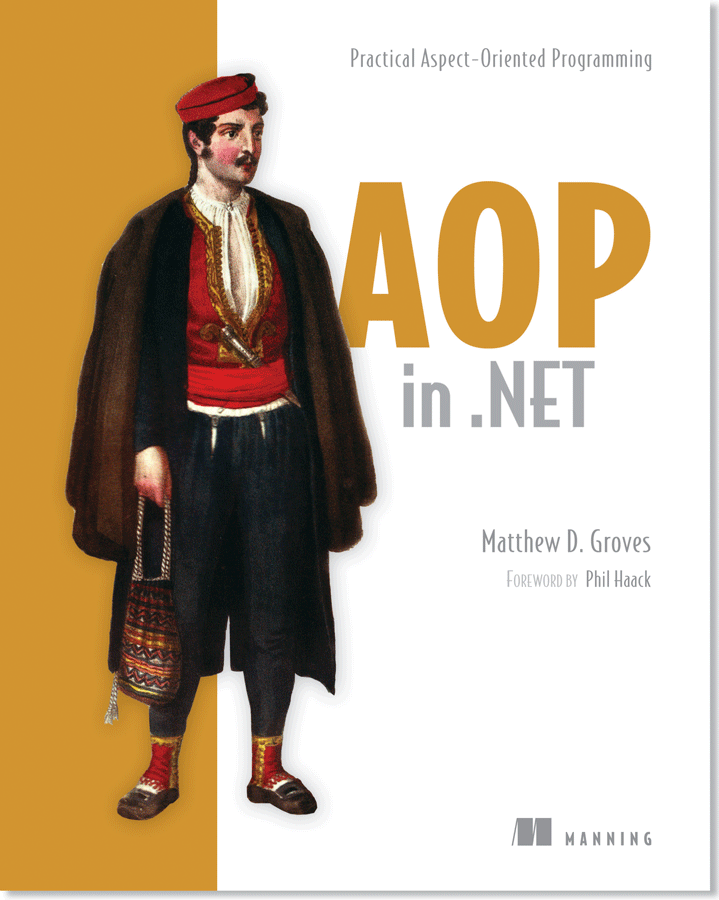 Practical Aspect-Oriented Programming
AOP
in .NET
Matthew D. Groves
FOREWORD BY Phil Haack
MANNING